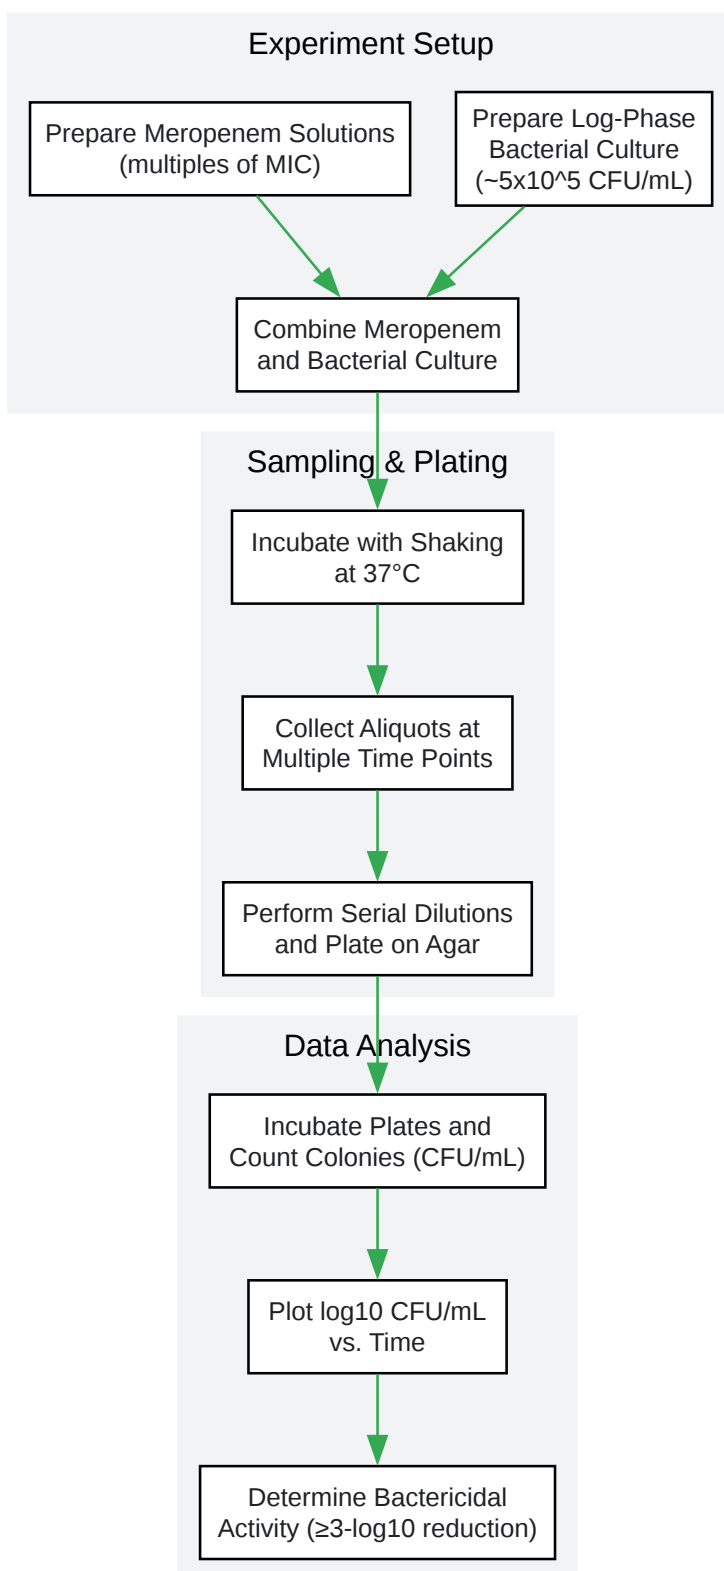 Experiment Setup
Prepare Meropenem Solutions
(multiples of MIC)
Prepare Log-Phase
Bacterial Culture
(~5x10^5 CFU/mL)
Combine Meropenem
and Bacterial Culture
Sampling & Plating
Incubate with Shaking
at 37°C
Collect Aliquots at
Multiple Time Points
Perform Serial Dilutions
and Plate on Agar
Data Analysis
Incubate Plates and
Count Colonies (CFU/mL)
Plot log10 CFU/mL
vs. Time
Determine Bactericidal
Activity (≥3-log10 reduction)